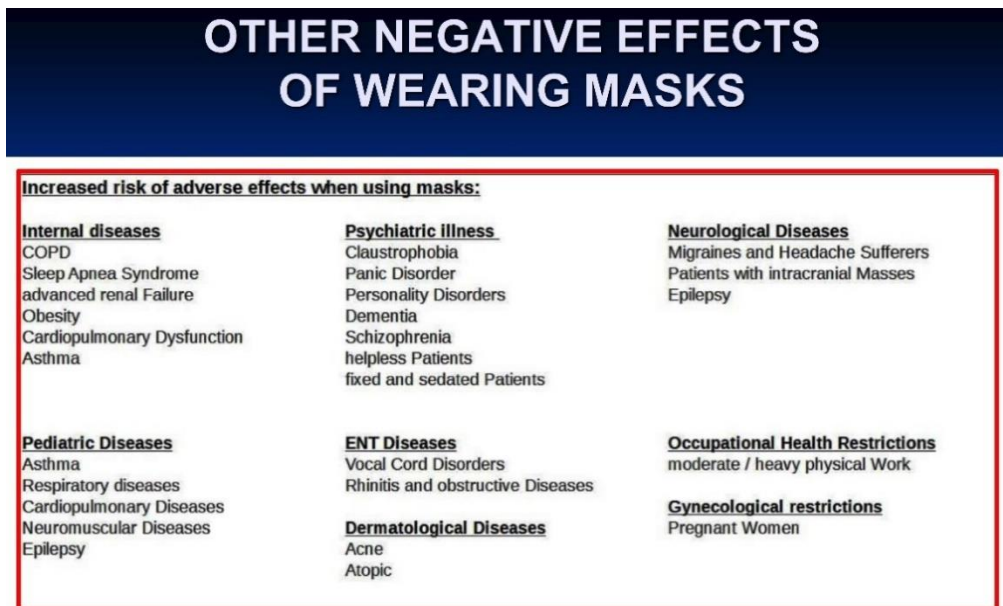 OTHER NEGATIVE EFFECTS
OF WEARING MASKS
Increased risk of adverse effects when using masks:
Internal diseases
COPD
Sleep Apnea Syndrome
advanced renal Failure
Obesity
Cardiopulmonary Dysfunction
Asthma
Psychiatric illness
Claustrophobia
Panic Disorder
Personality Disorders
Dementia
Schizophrenia
helpless Patients
fixed and sedated Patients
Neurological Diseases
Migraines and Headache Sufferers
Patients with intracranial Masses
Epilepsy
Pediatric Diseases
Asthma
Respiratory diseases
Cardiopulmonary Diseases
Neuromuscular Diseases
Epilepsy
ENT Diseases
Vocal Cord Disorders
Rhinitis and obstructive Diseases
Dermatological Diseases
Acne
Atopic
Occupational Health Restrictions
moderate / heavy physical Work
Gynecological restrictions
Pregnant Women